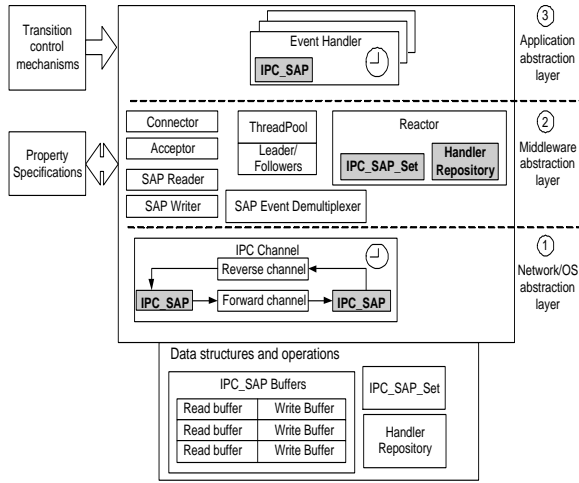 Transition
control
mechanisms
Event Handler
IPC_SAP
3
Application
abstraction
layer
Property
Specifications
Connector
Acceptor
SAP Reader
SAP Writer
ThreadPool
Leader/
Followers
SAP Event Demultiplexer
Reactor
IPC_SAP_Set
Handler
Repository
2
Middleware
abstraction
layer
IPC Channel
Reverse channel
IPC_SAP
Forward channel
IPC_SAP
1
Network/OS
abstraction
layer
Data structures and operations
IPC_SAP Buffers
Read buffer Write Buffer
Read buffer Write Buffer
Read buffer Write Buffer
IPC_SAP_Set
Handler
Repository